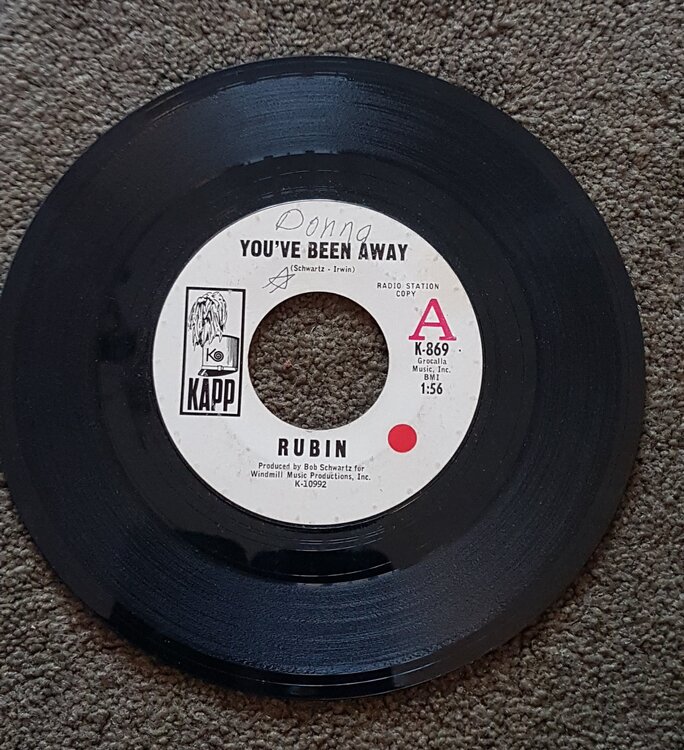 Donna
YOU'VE BEEN AWAY
(Schwartz - Irwin)
RADIO STATION
COPY
A
K-869
Grocalla
Music, Inc.
BMI
1:56
K
KAPP
RUBIN
Produced by Bob Schwartz for
Windmill Music Productions, Inc.
K-10992